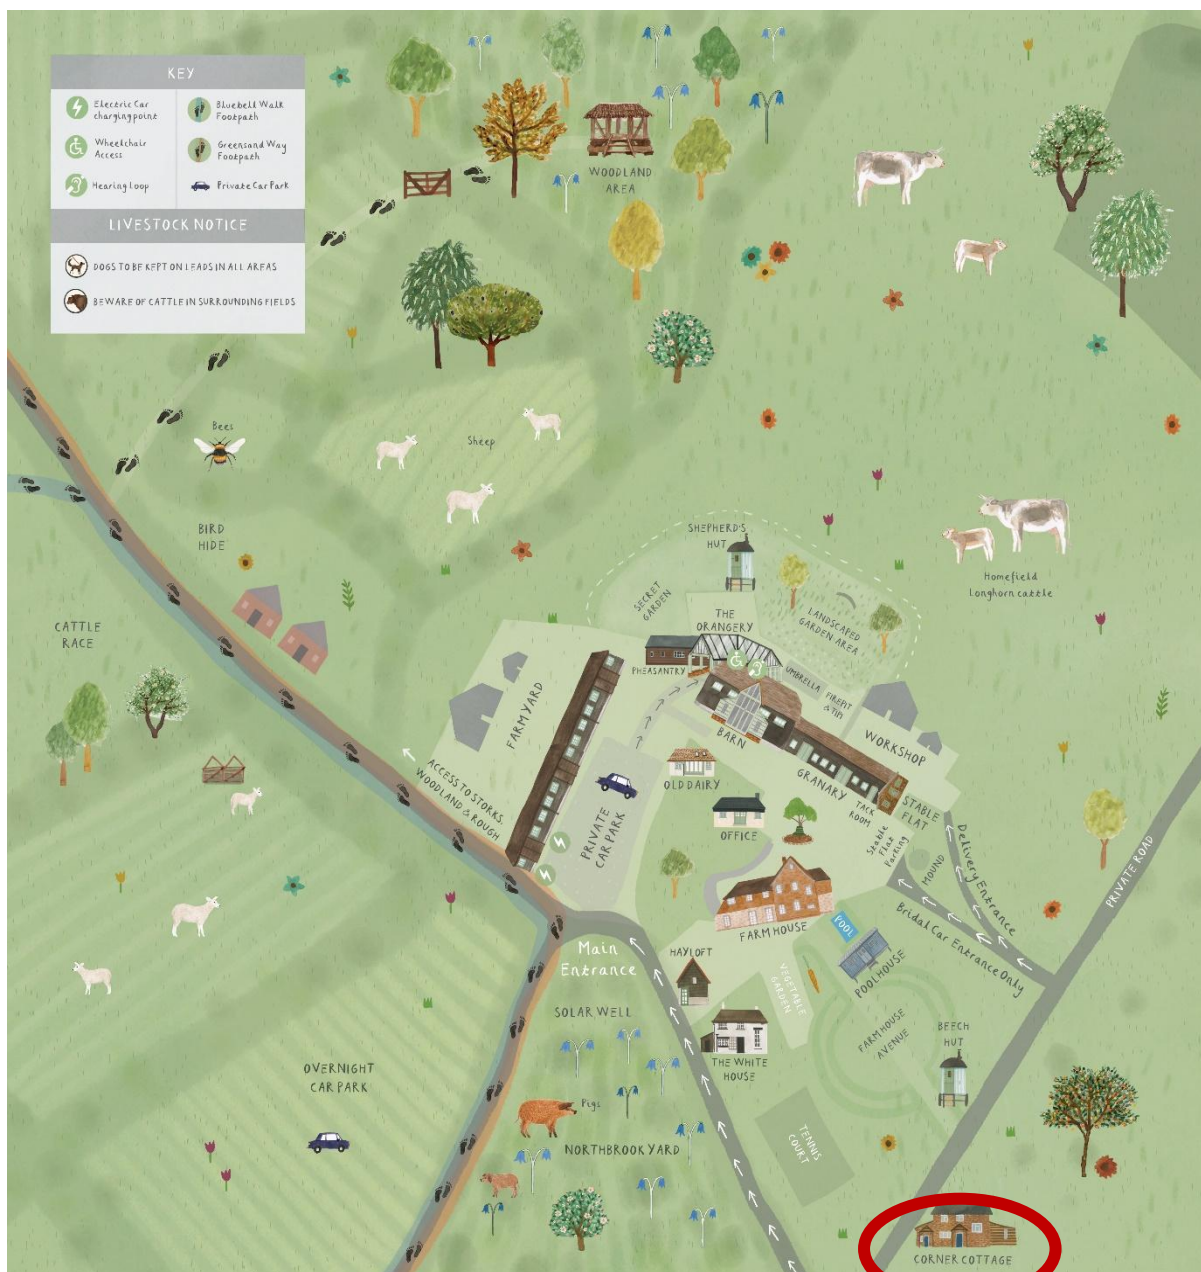 KEY
Electric Car
charging point
Wheelchair
Access
Hearing Loop
Bluebell Walk
Footpath
Greensand Way
Footpath
Private Car Park
LIVESTOCK NOTICE
DOGS TO BE KEPT ON LEADS IN ALL AREAS
BEWARE OF CATTLE IN SURROUNDING FIELDS
WOODLAND
AREA
Bees
Sheep
BIRD
HIDE
SHEPHERD'S
HUT
Homefield
Longhorn cattle
SECRET
GARDEN
THE
ORANGERY
LANDSCAPED
GARDEN AREA
CATTLE
RACE
PHEASANTRY
UMBRELLA
FIREPIT
& TIPI
FARMYARD
BARN
WORKSHOP
ACCESS TO STORKS,
WOODLAND & ROUGH
OLD DAIRY
GRANARY
TACK
ROOM
STABLE
FLAT
PRIVATE
CAR PARK
OFFICE
Stable
Flat
Parking
MOUND
Delivery Entrance
PRIVATE ROAD
Bridal Car Entrance Only
FARM HOUSE
POOL
POOLHOUSE
Main
Entrance
HAYLOFT
VEGETABLE
GARDEN
SOLAR WELL
FARM HOUSE
AVENUE
BEECH
HUT
THE WHITE
HOUSE
OVERNIGHT
CAR PARK
Pigs
NORTHBROOK YARD
TENNIS
COURT
CORNER COTTAGE